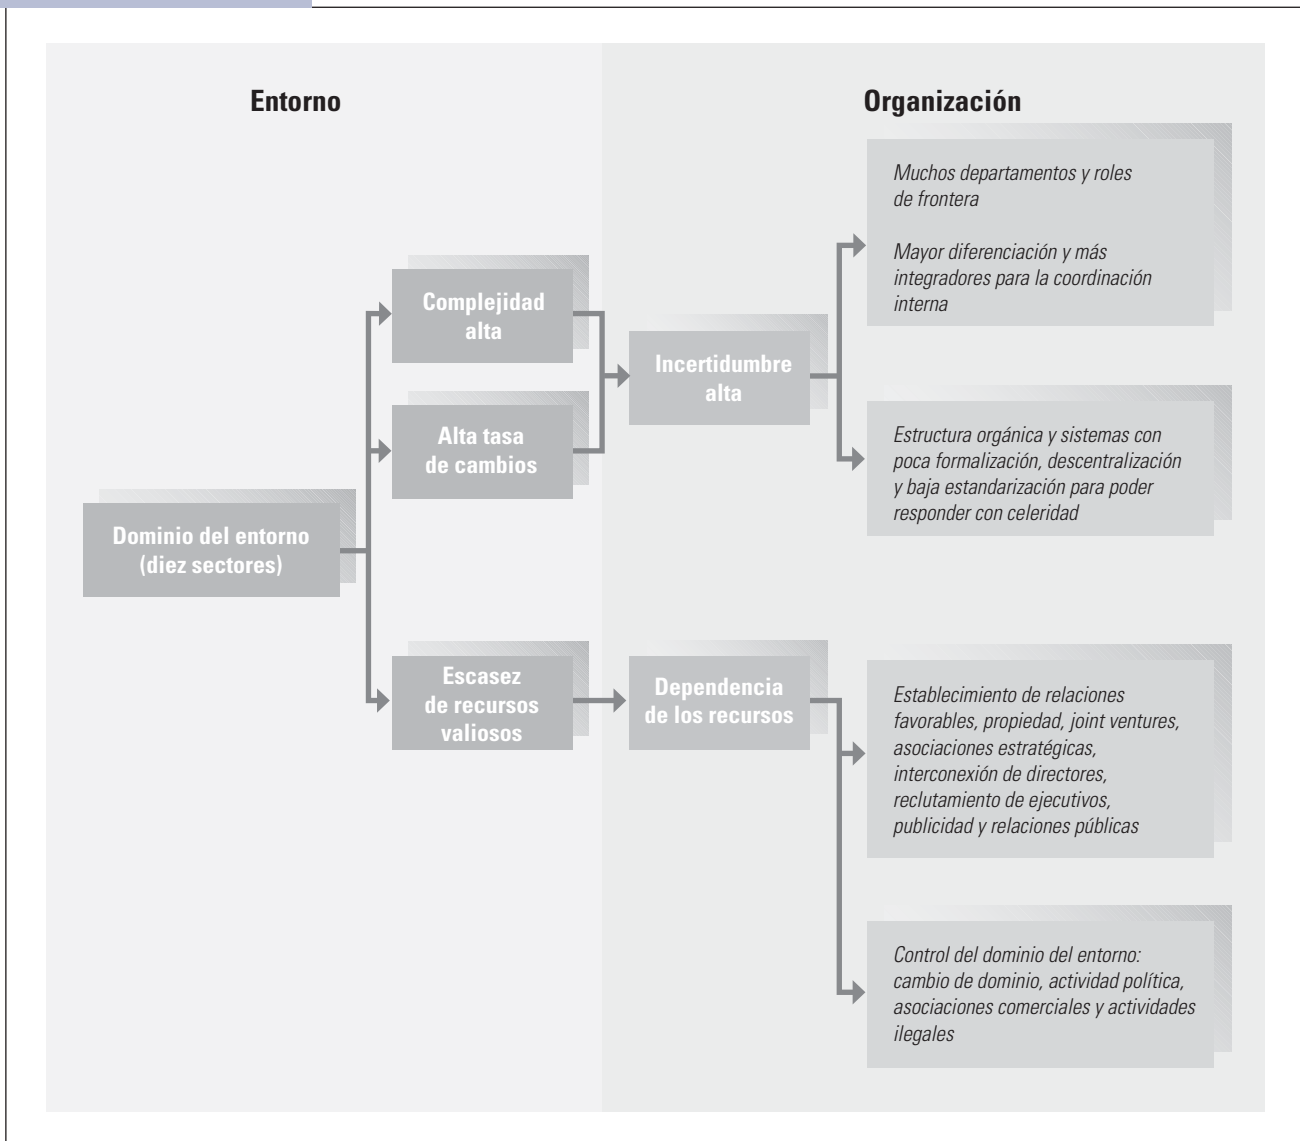 Entorno
Organización
Dominio del entorno
(diez sectores)
Complejidad
alta
Alta tasa
de cambios
Escasez
de recursos
valiosos
Incertidumbre
alta
Dependencia
de los recursos
Muchos departamentos y roles
de frontera
Mayor diferenciación y más
integradores para la coordinación
interna
Estructura orgánica y sistemas con
poca formalización, descentralización
y baja estandarización para poder
responder con celeridad
Establecimiento de relaciones
favorables, propiedad, joint ventures,
asociaciones estratégicas,
interconexión de directores,
reclutamiento de ejecutivos,
publicidad y relaciones públicas
Control del dominio del entorno:
cambio de dominio, actividad política,
asociaciones comerciales y actividades
ilegales